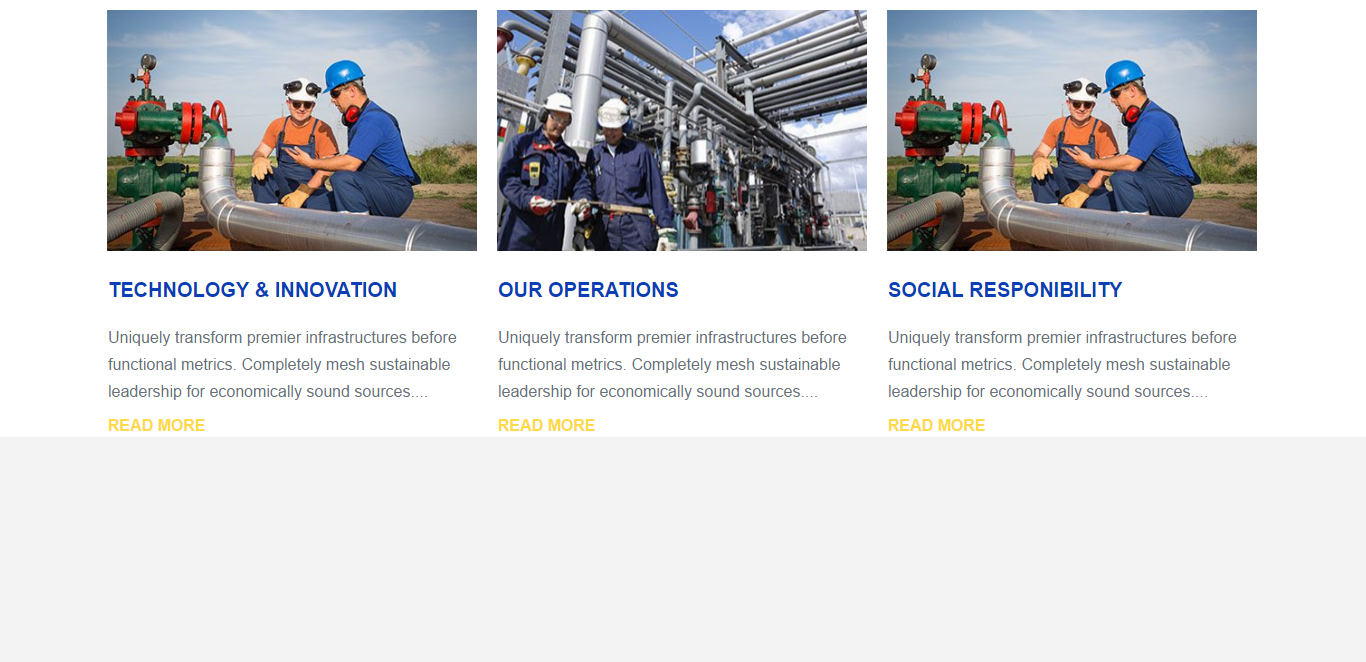 TECHNOLOGY & INNOVATION
Uniquely transform premier infrastructures before
functional metrics. Completely mesh sustainable
leadership for economically sound sources....
READ MORE
OUR OPERATIONS
Uniquely transform premier infrastructures before
functional metrics. Completely mesh sustainable
leadership for economically sound sources....
READ MORE
SOCIAL RESPONIBILITY
Uniquely transform premier infrastructures before
functional metrics. Completely mesh sustainable
leadership for economically sound sources....
READ MORE